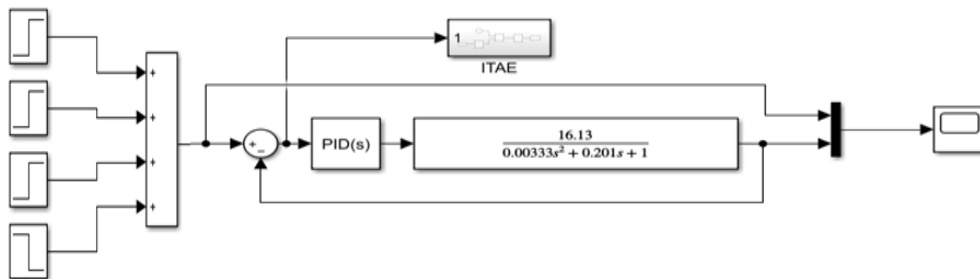 +
+
+
+
1
ITAE
+
−
PID(s)
16.13
0.00333s² + 0.201s + 1